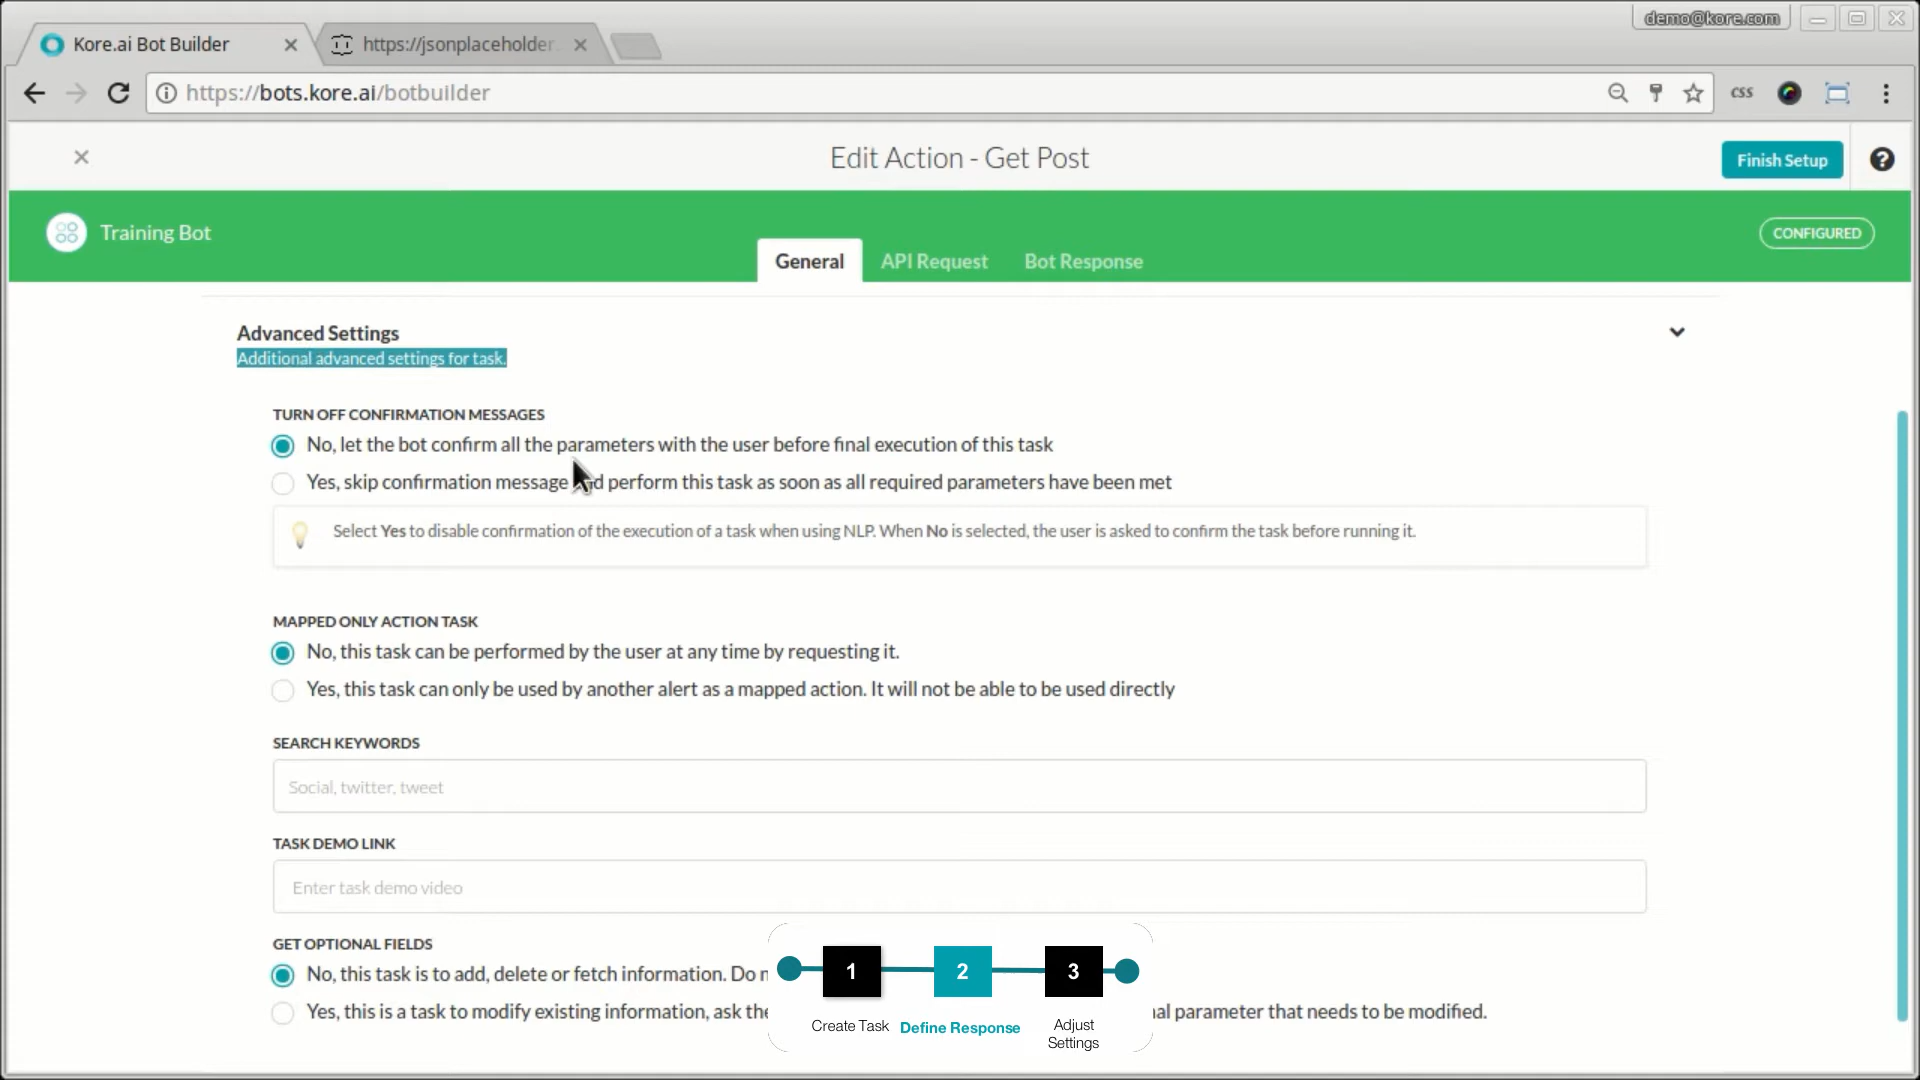 demo@kore.com
Kore.ai Bot Builder
https://jsonplaceholder.
https://bots.kore.ai/botbuilder
css
Edit Action - Get Post
Finish Setup
?
Training Bot
CONFIGURED
General
API Request
Bot Response
Advanced Settings
Additional advanced settings for task.
TURN OFF CONFIRMATION MESSAGES
No, let the bot confirm all the parameters with the user before final execution of this task
Yes, skip confirmation message and perform this task as soon as all required parameters have been met
Select Yes to disable confirmation of the execution of a task when using NLP. When No is selected, the user is asked to confirm the task before running it.
MAPPED ONLY ACTION TASK
No, this task can be performed by the user at any time by requesting it.
Yes, this task can only be used by another alert as a mapped action. It will not be able to be used directly
SEARCH KEYWORDS
Social, twitter, tweet
TASK DEMO LINK
Enter task demo video
GET OPTIONAL FIELDS
No, this task is to add, delete or fetch information. Do
Yes, this is a task to modify existing information, ask the
parameter that needs to be modified.
1
2
3
Create Task
Define Response
Adjust
Settings